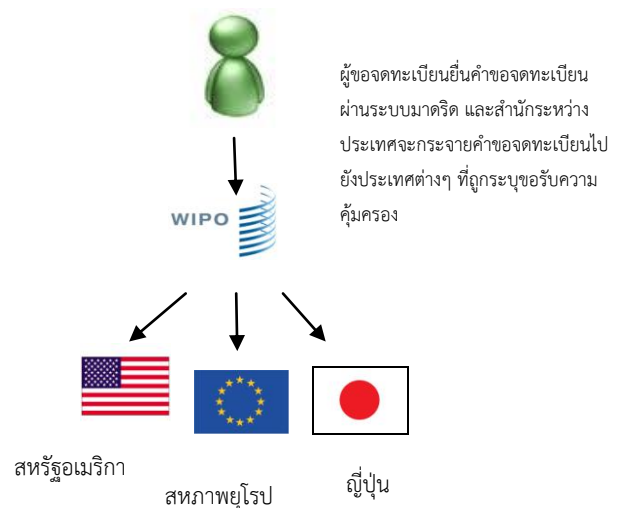 ผู้ขอจดทะเบียนยื่นคำขอจดทะเบียน
ผ่านระบบมาดริด และสำนักระหว่าง
ประเทศจะกระจายคำขอจดทะเบียนไป
ยังประเทศต่างๆ ที่ถูกระบุขอรับความ
คุ้มครอง
WIPO
สหรัฐอเมริกา
สหภาพยุโรป
ญี่ปุ่น